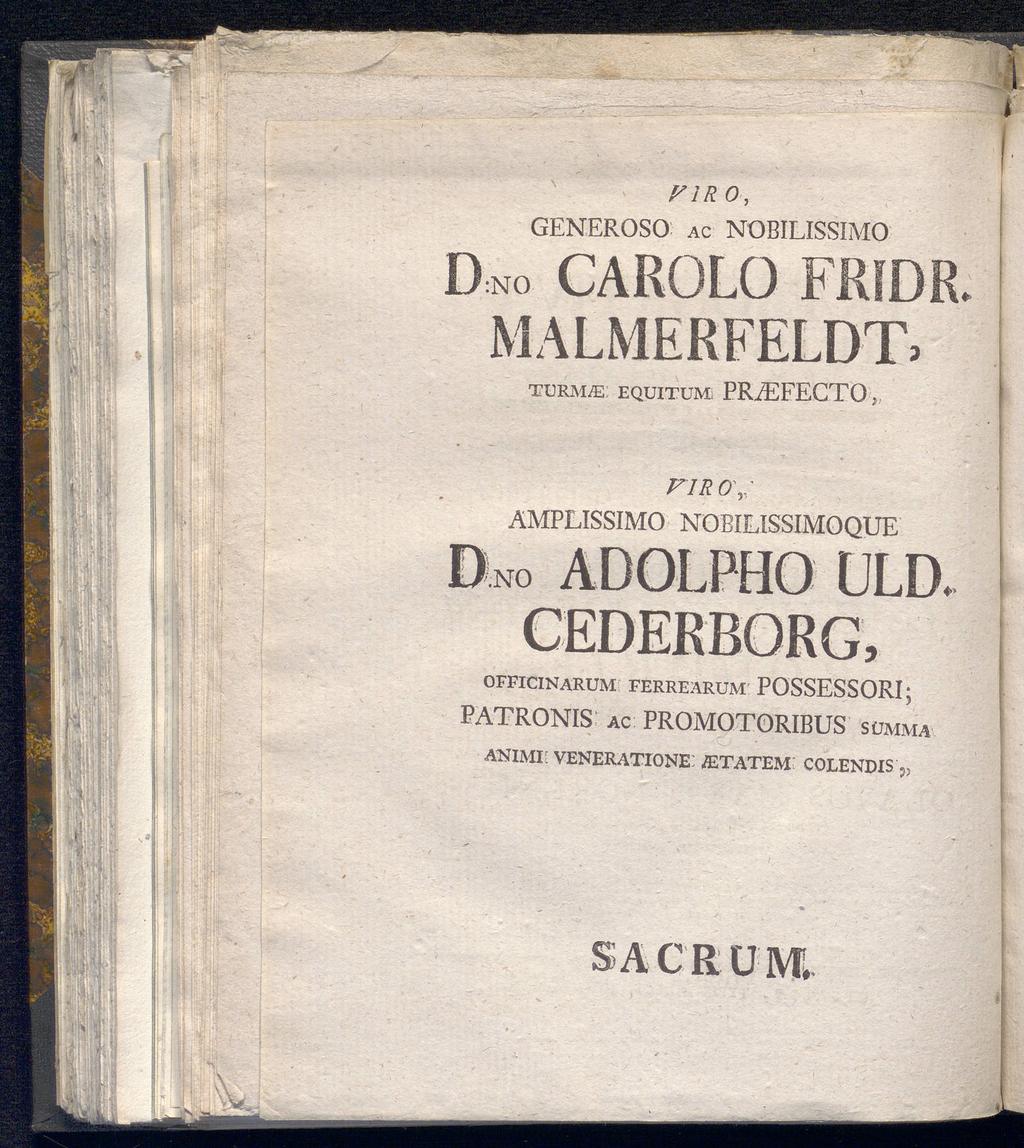 VIRO,
GENEROSO AC NOBILISSIMO
D:NO CAROLO FRIDR.
MALMERFELDT,
TURMÆ EQUITUM PRÆFECTO,
VIRO,
AMPLISSIMO NOBILISSIMOQUE
D:NO ADOLPHO ULD.
CEDERBORG,
OFFICINARUM FERREARUM POSSESSORI;
PATRONIS AC PROMOTORIBUS SUMMA
ANIMI VENERATIONE ÆTATEM COLENDIS,
SACRUM.